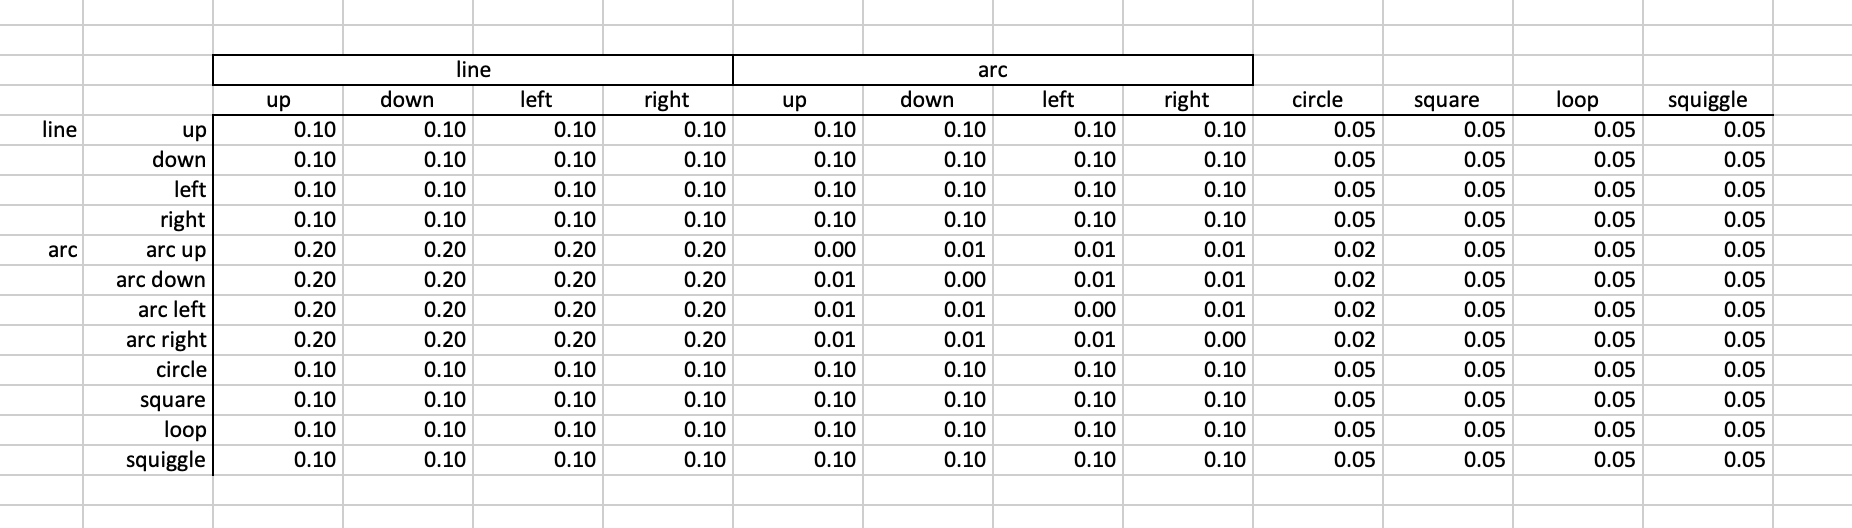 line arc
up down left right up down left right circle square loop squiggle
line up 0.10 0.10 0.10 0.10 0.10 0.10 0.10 0.10 0.05 0.05 0.05 0.05
down 0.10 0.10 0.10 0.10 0.10 0.10 0.10 0.10 0.05 0.05 0.05 0.05
left 0.10 0.10 0.10 0.10 0.10 0.10 0.10 0.10 0.05 0.05 0.05 0.05
right 0.10 0.10 0.10 0.10 0.10 0.10 0.10 0.10 0.05 0.05 0.05 0.05
arc arc up 0.20 0.20 0.20 0.20 0.00 0.01 0.01 0.01 0.02 0.05 0.05 0.05
arc down 0.20 0.20 0.20 0.20 0.01 0.00 0.01 0.01 0.02 0.05 0.05 0.05
arc left 0.20 0.20 0.20 0.20 0.01 0.01 0.00 0.01 0.02 0.05 0.05 0.05
arc right 0.20 0.20 0.20 0.20 0.01 0.01 0.01 0.00 0.02 0.05 0.05 0.05
circle 0.10 0.10 0.10 0.10 0.10 0.10 0.10 0.10 0.05 0.05 0.05 0.05
square 0.10 0.10 0.10 0.10 0.10 0.10 0.10 0.10 0.05 0.05 0.05 0.05
loop 0.10 0.10 0.10 0.10 0.10 0.10 0.10 0.10 0.05 0.05 0.05 0.05
squiggle 0.10 0.10 0.10 0.10 0.10 0.10 0.10 0.10 0.05 0.05 0.05 0.05